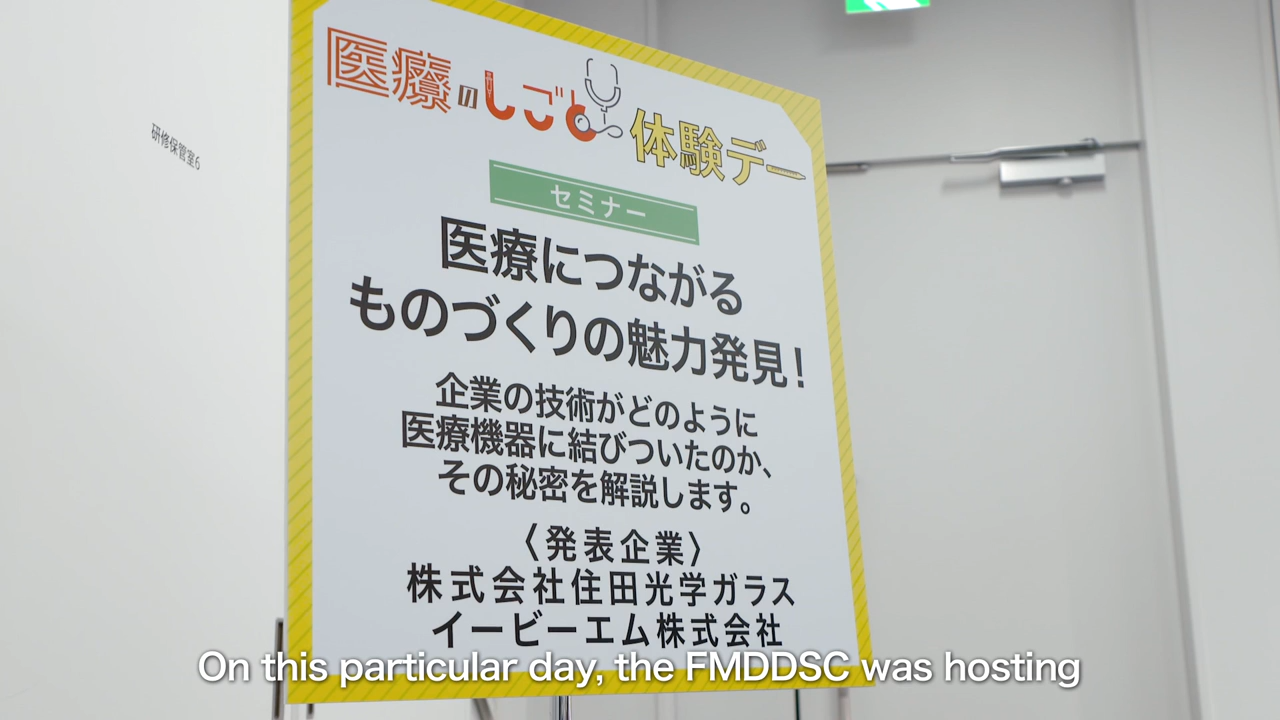 研修保管室6
医療のしごと体験デー
セミナー
医療につながる
ものづくりの魅力発見!
企業の技術がどのように
医療機器に結びついたのか、
その秘密を解説します。
〈発表企業〉
株式会社住田光学ガラス
イービーエム株式会社
On this particular day, the FMDDSC was hosting